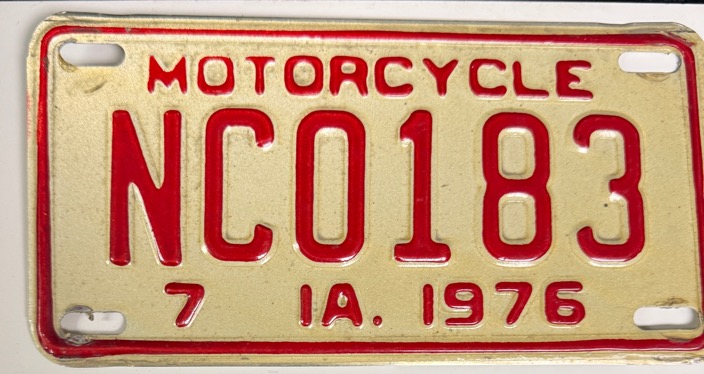 MOTORCYCLE
NC0183
7 IA. 1976